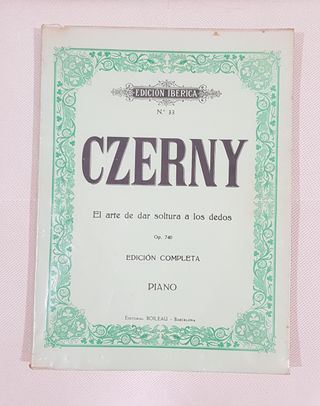 EDICION IBERICA
N.º 33
CZERNY
El arte de dar soltura a los dedos
Op. 740
EDICIÓN COMPLETA
PIANO
EDITORIAL BOILEAU - BARCELONA